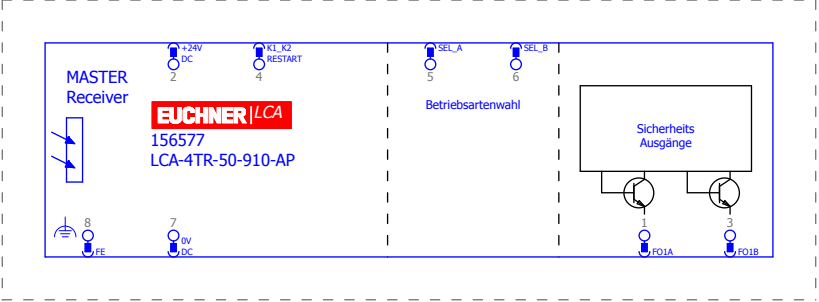 +24V
DC
2
K1_K2
RESTART
4
SEL_A
5
SEL_B
6
MASTER
Receiver
EUCHNER LCA
156577
LCA-4TR-50-910-AP
Betriebsartenwahl
Sicherheits
Ausgänge
8
FE
7
0V
DC
1
FO1A
3
FO1B